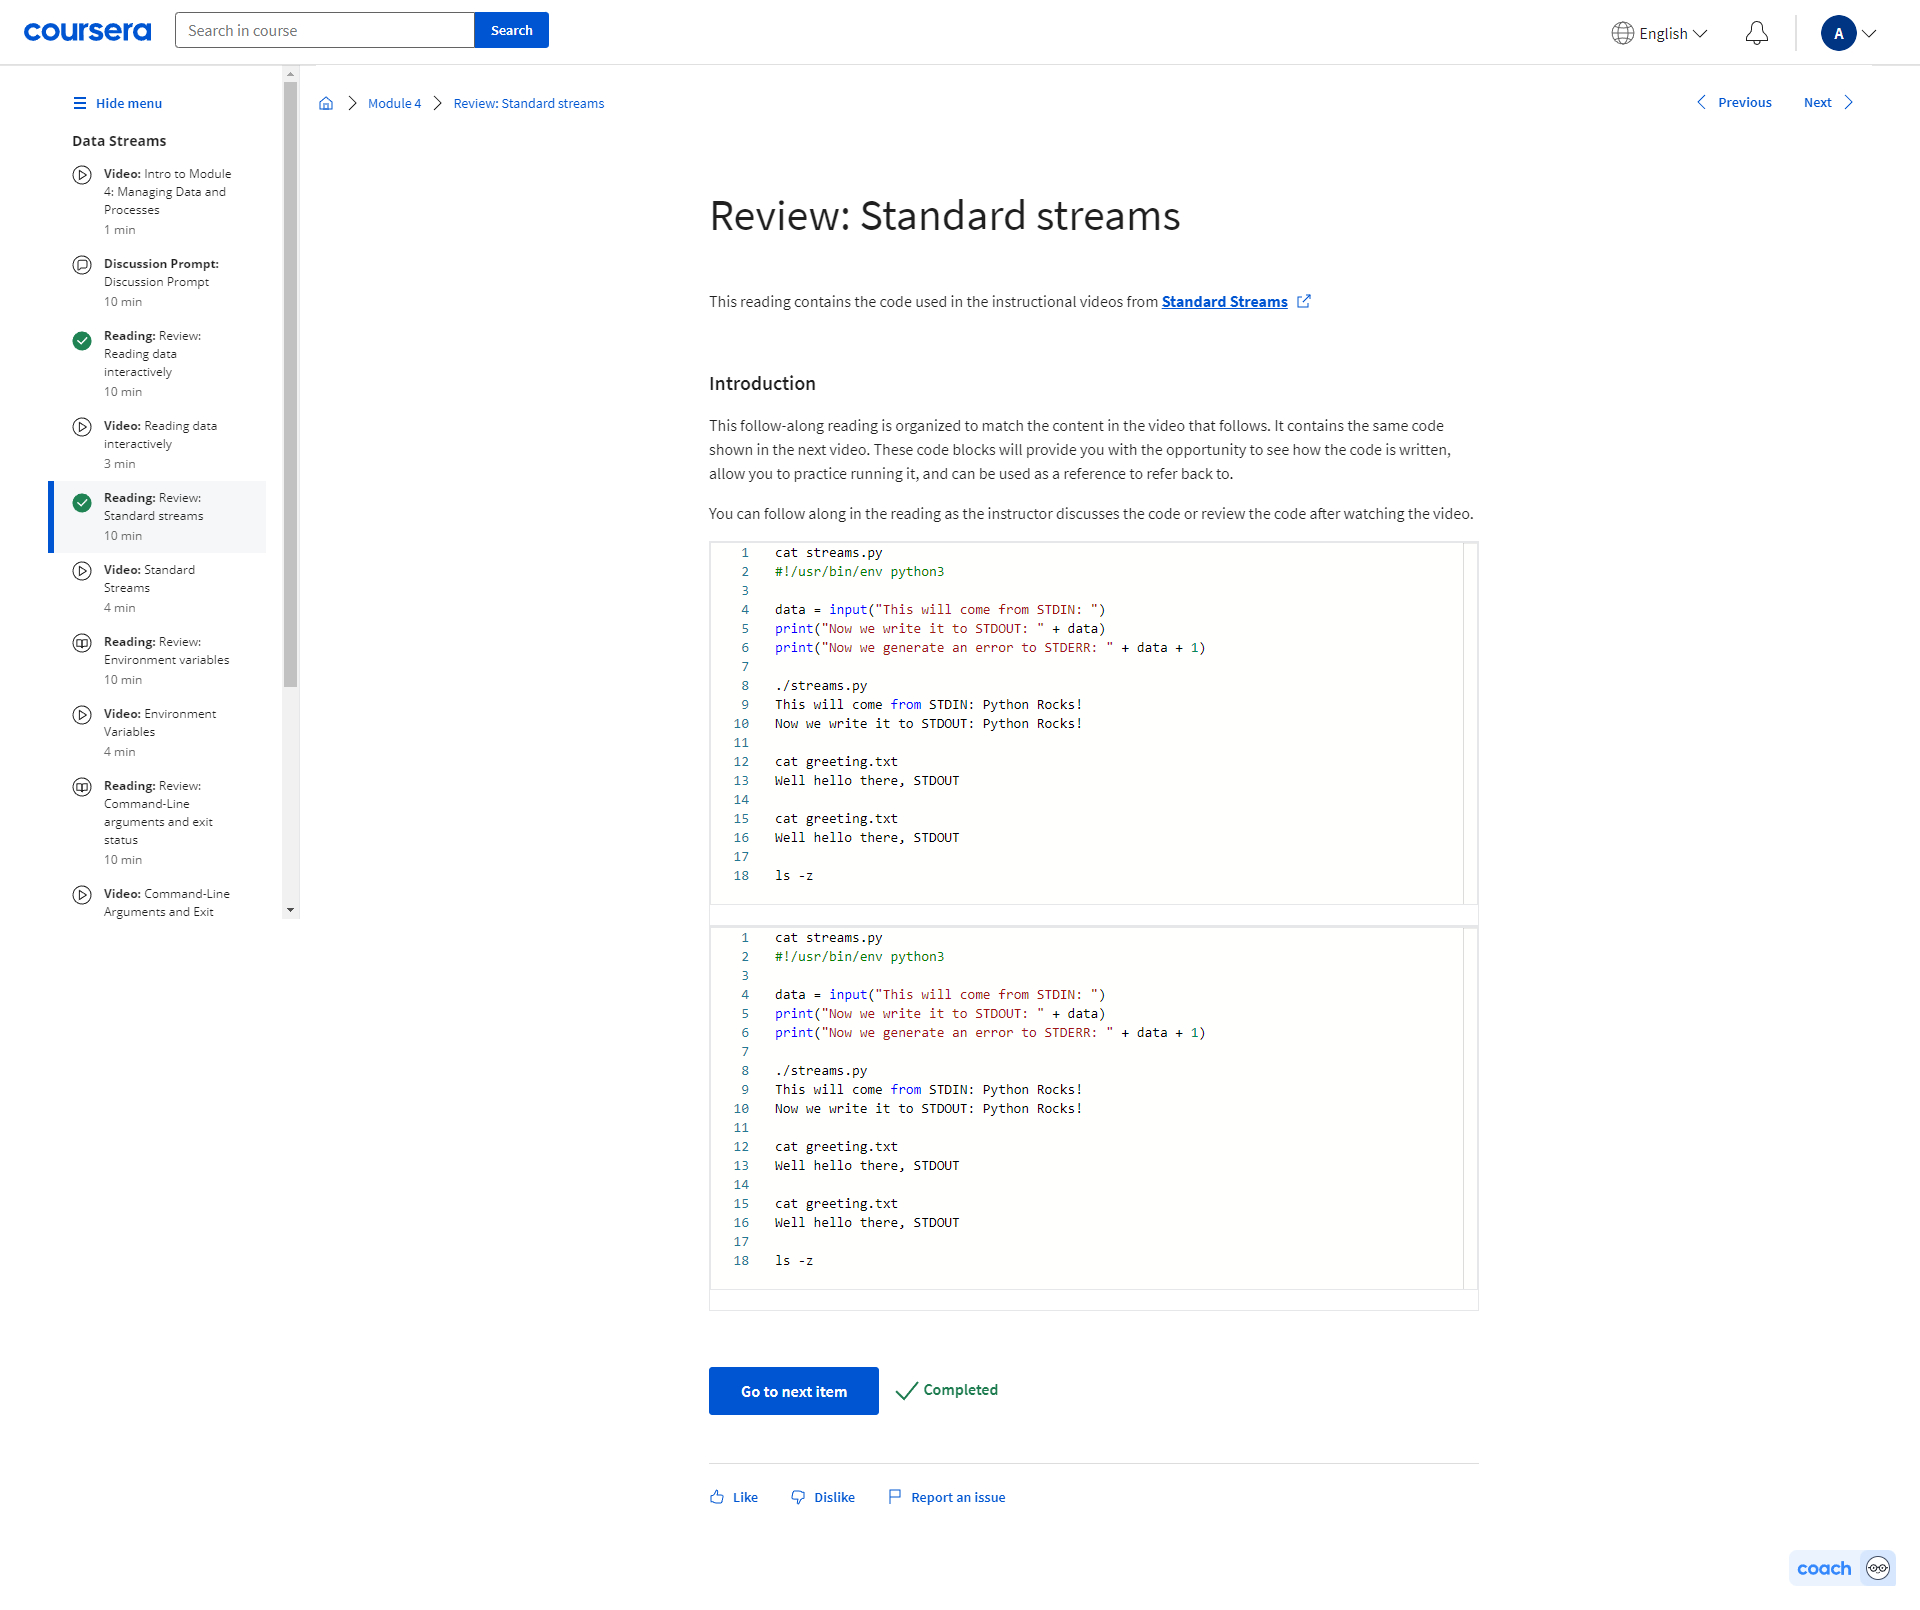 coursera
Search in course
Search
English
A
Hide menu
Data Streams
Video: Intro to Module
4: Managing Data and
Processes
1 min
Discussion Prompt:
Discussion Prompt
10 min
Reading: Review:
Reading data
interactively
10 min
Video: Reading data
interactively
3 min
Reading: Review:
Standard streams
10 min
Video: Standard
Streams
4 min
Reading: Review:
Environment variables
10 min
Video: Environment
Variables
4 min
Reading: Review:
Command-Line
arguments and exit
status
10 min
Video: Command-Line
Arguments and Exit
Module 4
Review: Standard streams
Previous
Next
Review: Standard streams
This reading contains the code used in the instructional videos from Standard Streams
Introduction
This follow-along reading is organized to match the content in the video that follows. It contains the same code
shown in the next video. These code blocks will provide you with the opportunity to see how the code is written,
allow you to practice running it, and can be used as a reference to refer back to.
You can follow along in the reading as the instructor discusses the code or review the code after watching the video.
1 cat streams.py
2 #!/usr/bin/env python3
3
4 data = input("This will come from STDIN: ")
5 print("Now we write it to STDOUT: " + data)
6 print("Now we generate an error to STDERR: " + data + 1)
7
8 ./streams.py
9 This will come from STDIN: Python Rocks!
10 Now we write it to STDOUT: Python Rocks!
11
12 cat greeting.txt
13 Well hello there, STDOUT
14
15 cat greeting.txt
16 Well hello there, STDOUT
17
18 ls -z
1 cat streams.py
2 #!/usr/bin/env python3
3
4 data = input("This will come from STDIN: ")
5 print("Now we write it to STDOUT: " + data)
6 print("Now we generate an error to STDERR: " + data + 1)
7
8 ./streams.py
9 This will come from STDIN: Python Rocks!
10 Now we write it to STDOUT: Python Rocks!
11
12 cat greeting.txt
13 Well hello there, STDOUT
14
15 cat greeting.txt
16 Well hello there, STDOUT
17
18 ls -z
Go to next item
Completed
Like
Dislike
Report an issue
coach